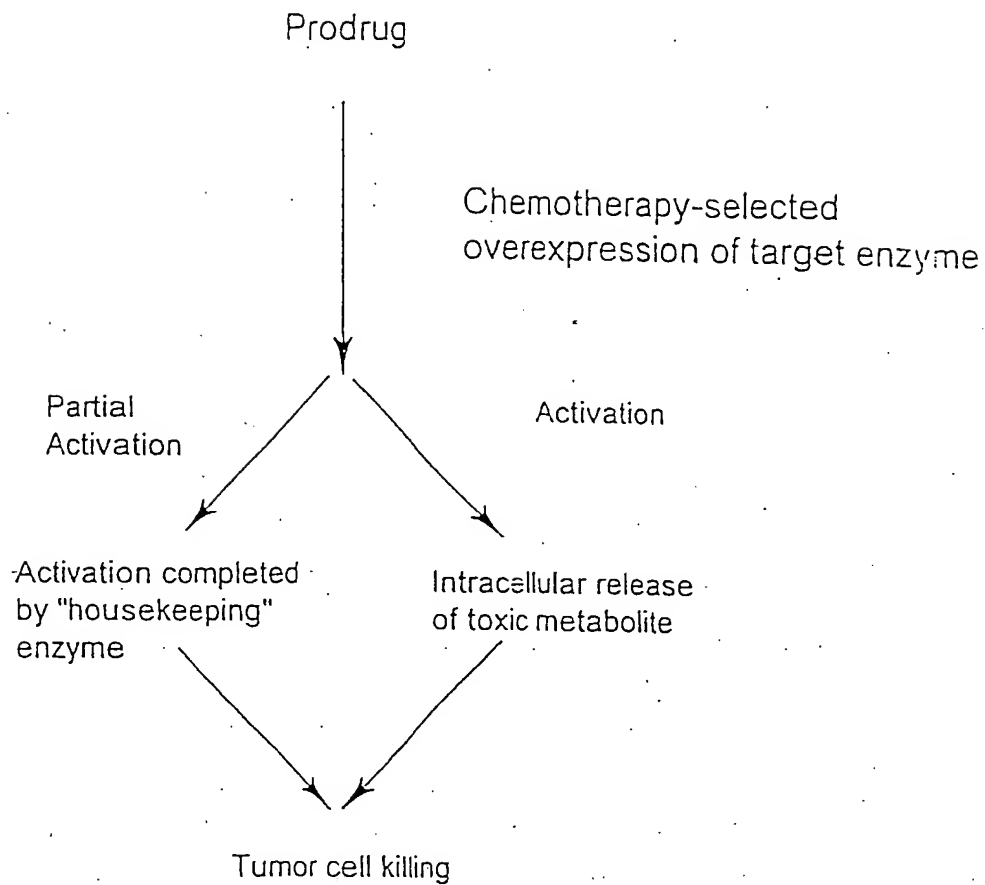 Prodrug
Chemotherapy-selected
overexpression of target enzyme
Partial
Activation
Activation
Activation completed
by "housekeeping"
enzyme
Intracellular release
of toxic metabolite
Tumor cell killing